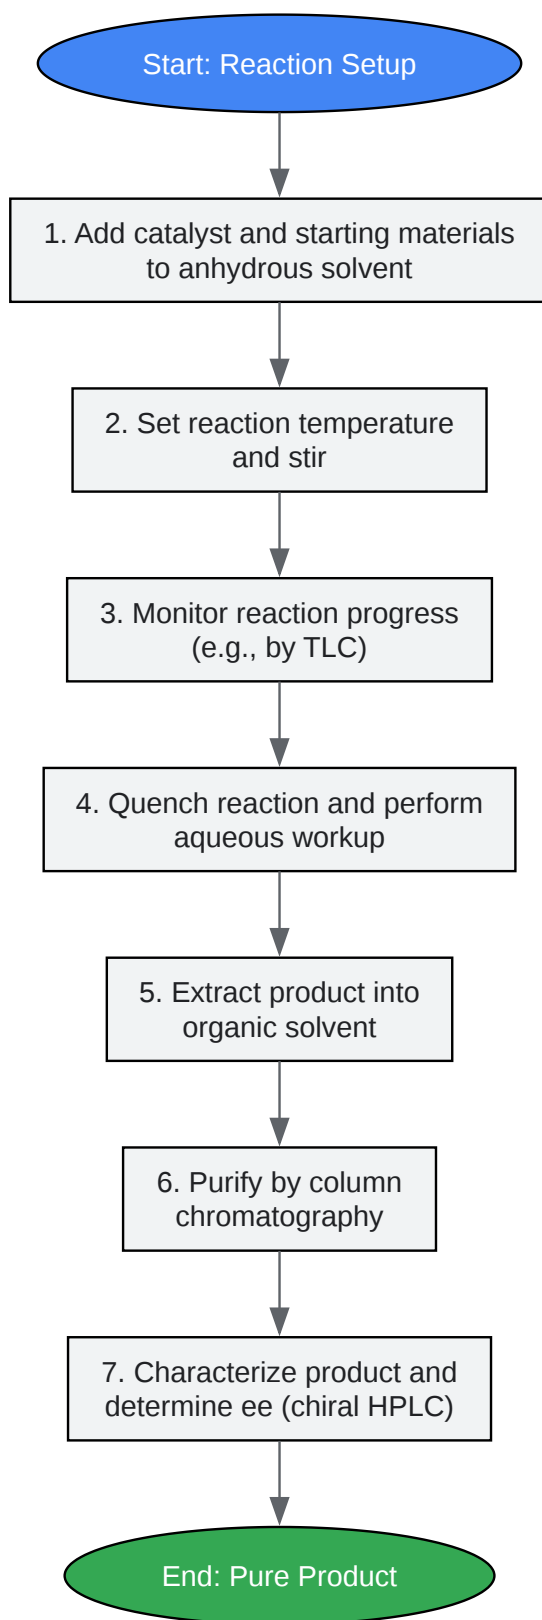 Start: Reaction Setup
1. Add catalyst and starting materials
to anhydrous solvent
2. Set reaction temperature
and stir
3. Monitor reaction progress
(e.g., by TLC)
4. Quench reaction and perform
aqueous workup
5. Extract product into
organic solvent
6. Purify by column
chromatography
7. Characterize product and
determine ee (chiral HPLC)
End: Pure Product